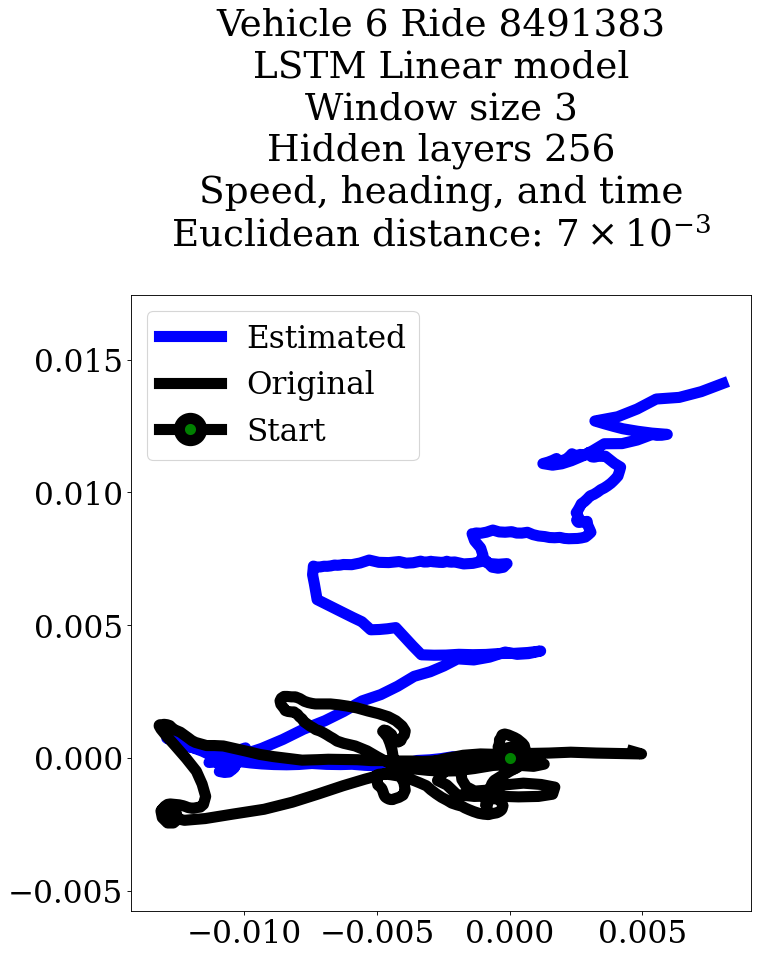 Vehicle 6 Ride 8491383
LSTM Linear model
Window size 3
Hidden layers 256
Speed, heading, and time
Euclidean distance: 7 × 10⁻³
Estimated
Original
Start
0.015
0.010
0.005
0.000
−0.005
−0.010 −0.005 0.000 0.005